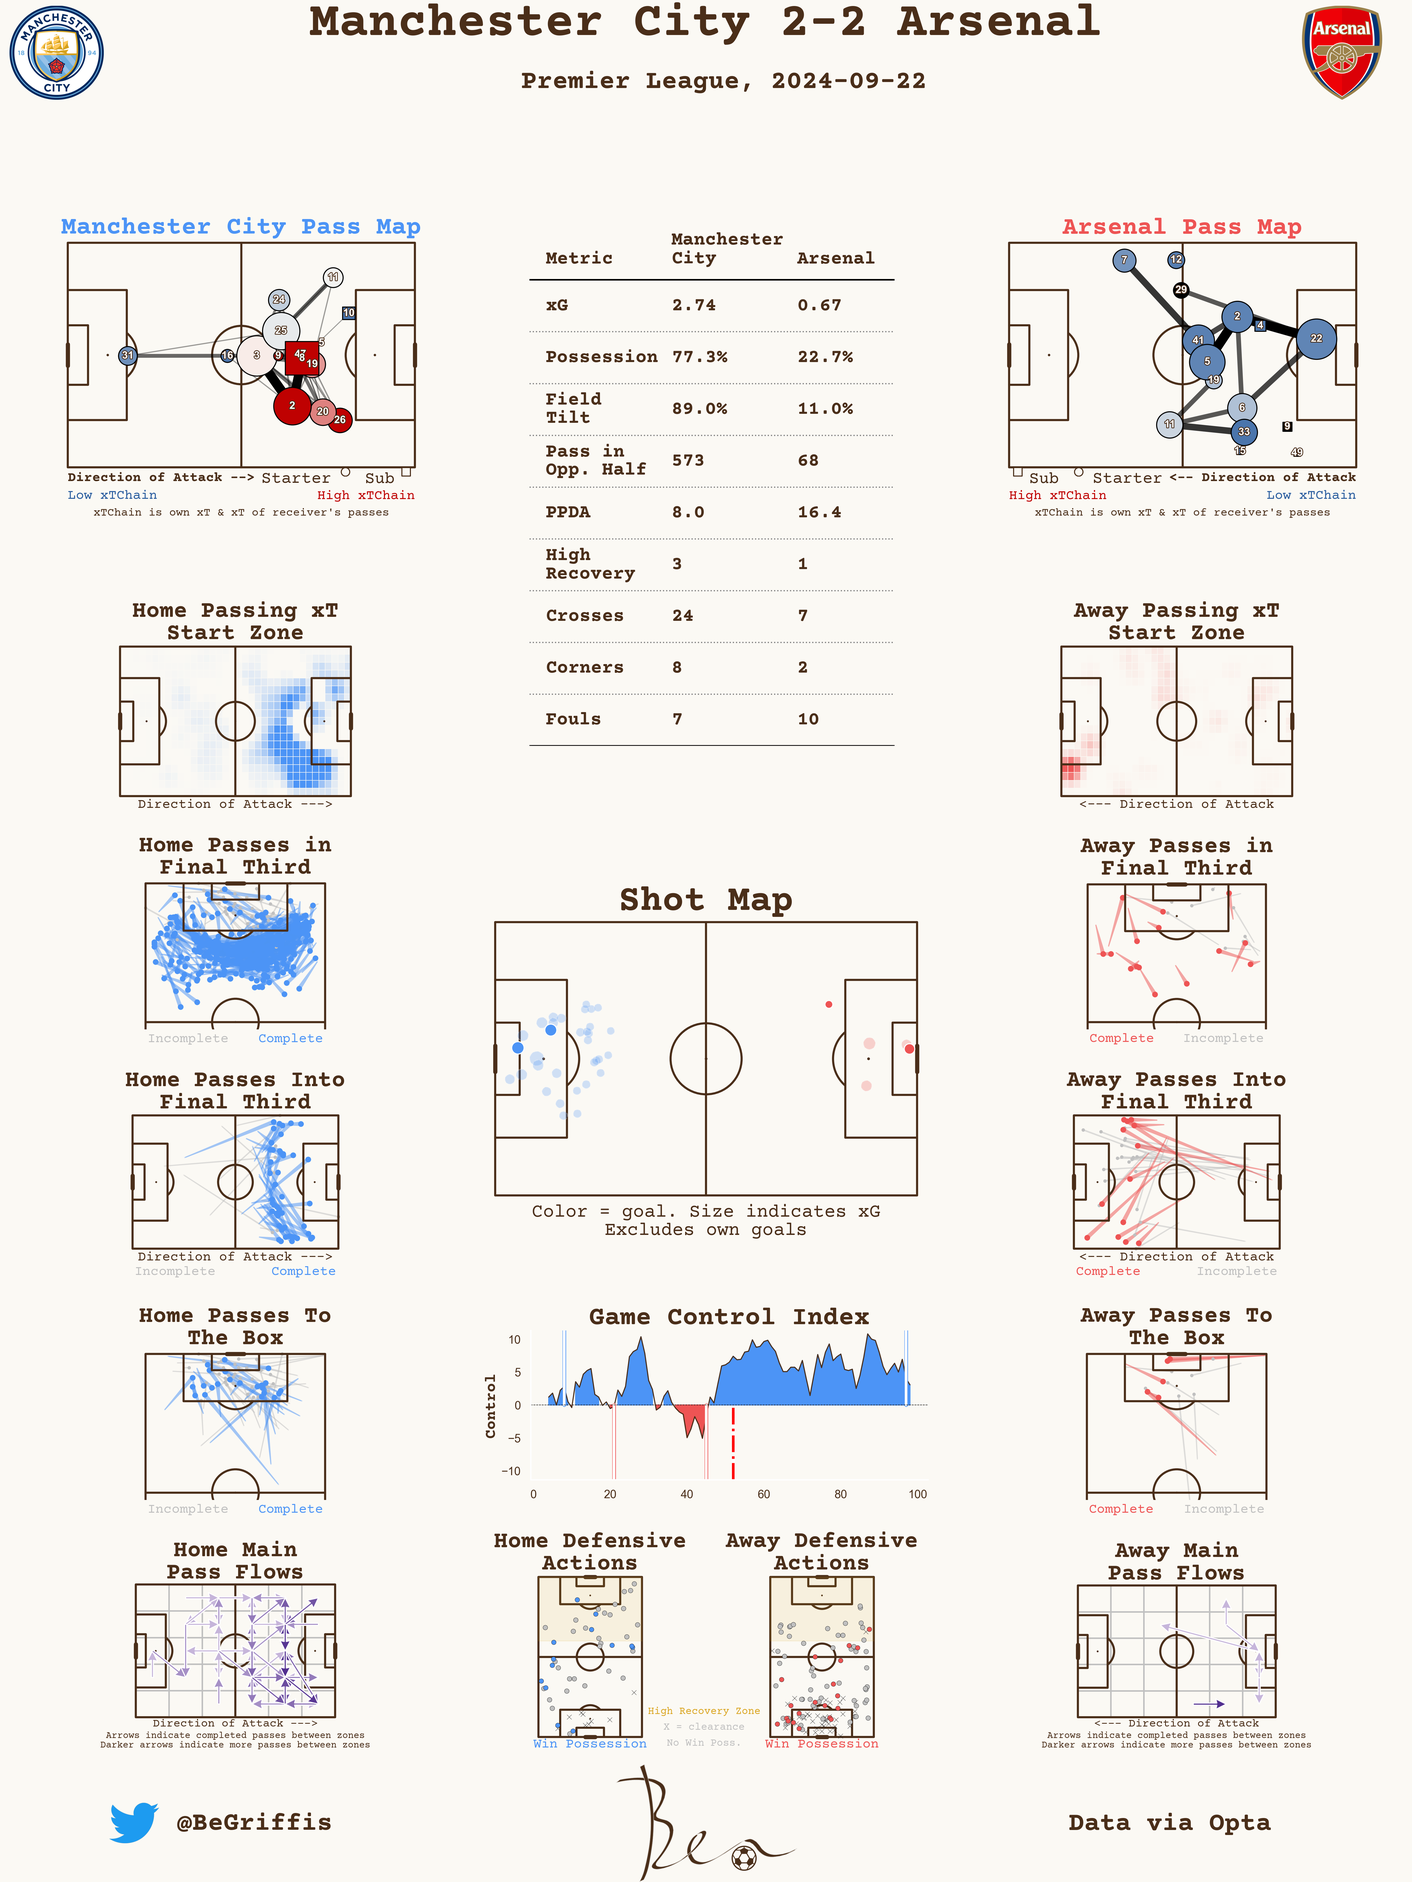 Manchester City 2-2 Arsenal
Premier League, 2024-09-22
MANCHESTER
18 94
CITY
Arsenal
Manchester City Pass Map
11
24
10
25
5
31
16
3
9
47
8
19
2
20
26
Direction of Attack --> Starter Sub
Low xTChain High xTChain
xTChain is own xT & xT of receiver's passes
Metric Manchester City Arsenal
xG 2.74 0.67
Possession 77.3% 22.7%
Field Tilt 89.0% 11.0%
Pass in Opp. Half 573 68
PPDA 8.0 16.4
High Recovery 3 1
Crosses 24 7
Corners 8 2
Fouls 7 10
Arsenal Pass Map
7
12
29
2
4
22
41
5
19
6
11
33
9
15
49
Sub Starter <-- Direction of Attack
High xTChain Low xTChain
xTChain is own xT & xT of receiver's passes
Home Passing xT
Start Zone
Direction of Attack --->
Away Passing xT
Start Zone
<--- Direction of Attack
Home Passes in
Final Third
Incomplete Complete
Away Passes in
Final Third
Complete Incomplete
Shot Map
Color = goal. Size indicates xG
Excludes own goals
Home Passes Into
Final Third
Direction of Attack --->
Incomplete Complete
Away Passes Into
Final Third
<--- Direction of Attack
Complete Incomplete
Home Passes To
The Box
Incomplete Complete
Game Control Index
Control
10
5
0
−5
−10
0 20 40 60 80 100
Away Passes To
The Box
Complete Incomplete
Home Main
Pass Flows
Direction of Attack --->
Arrows indicate completed passes between zones
Darker arrows indicate more passes between zones
Home Defensive
Actions
Win Possession
Away Defensive
Actions
Win Possession
High Recovery Zone
X = clearance
No Win Poss.
Away Main
Pass Flows
<--- Direction of Attack
Arrows indicate completed passes between zones
Darker arrows indicate more passes between zones
@BeGriffis
Ben
Data via Opta